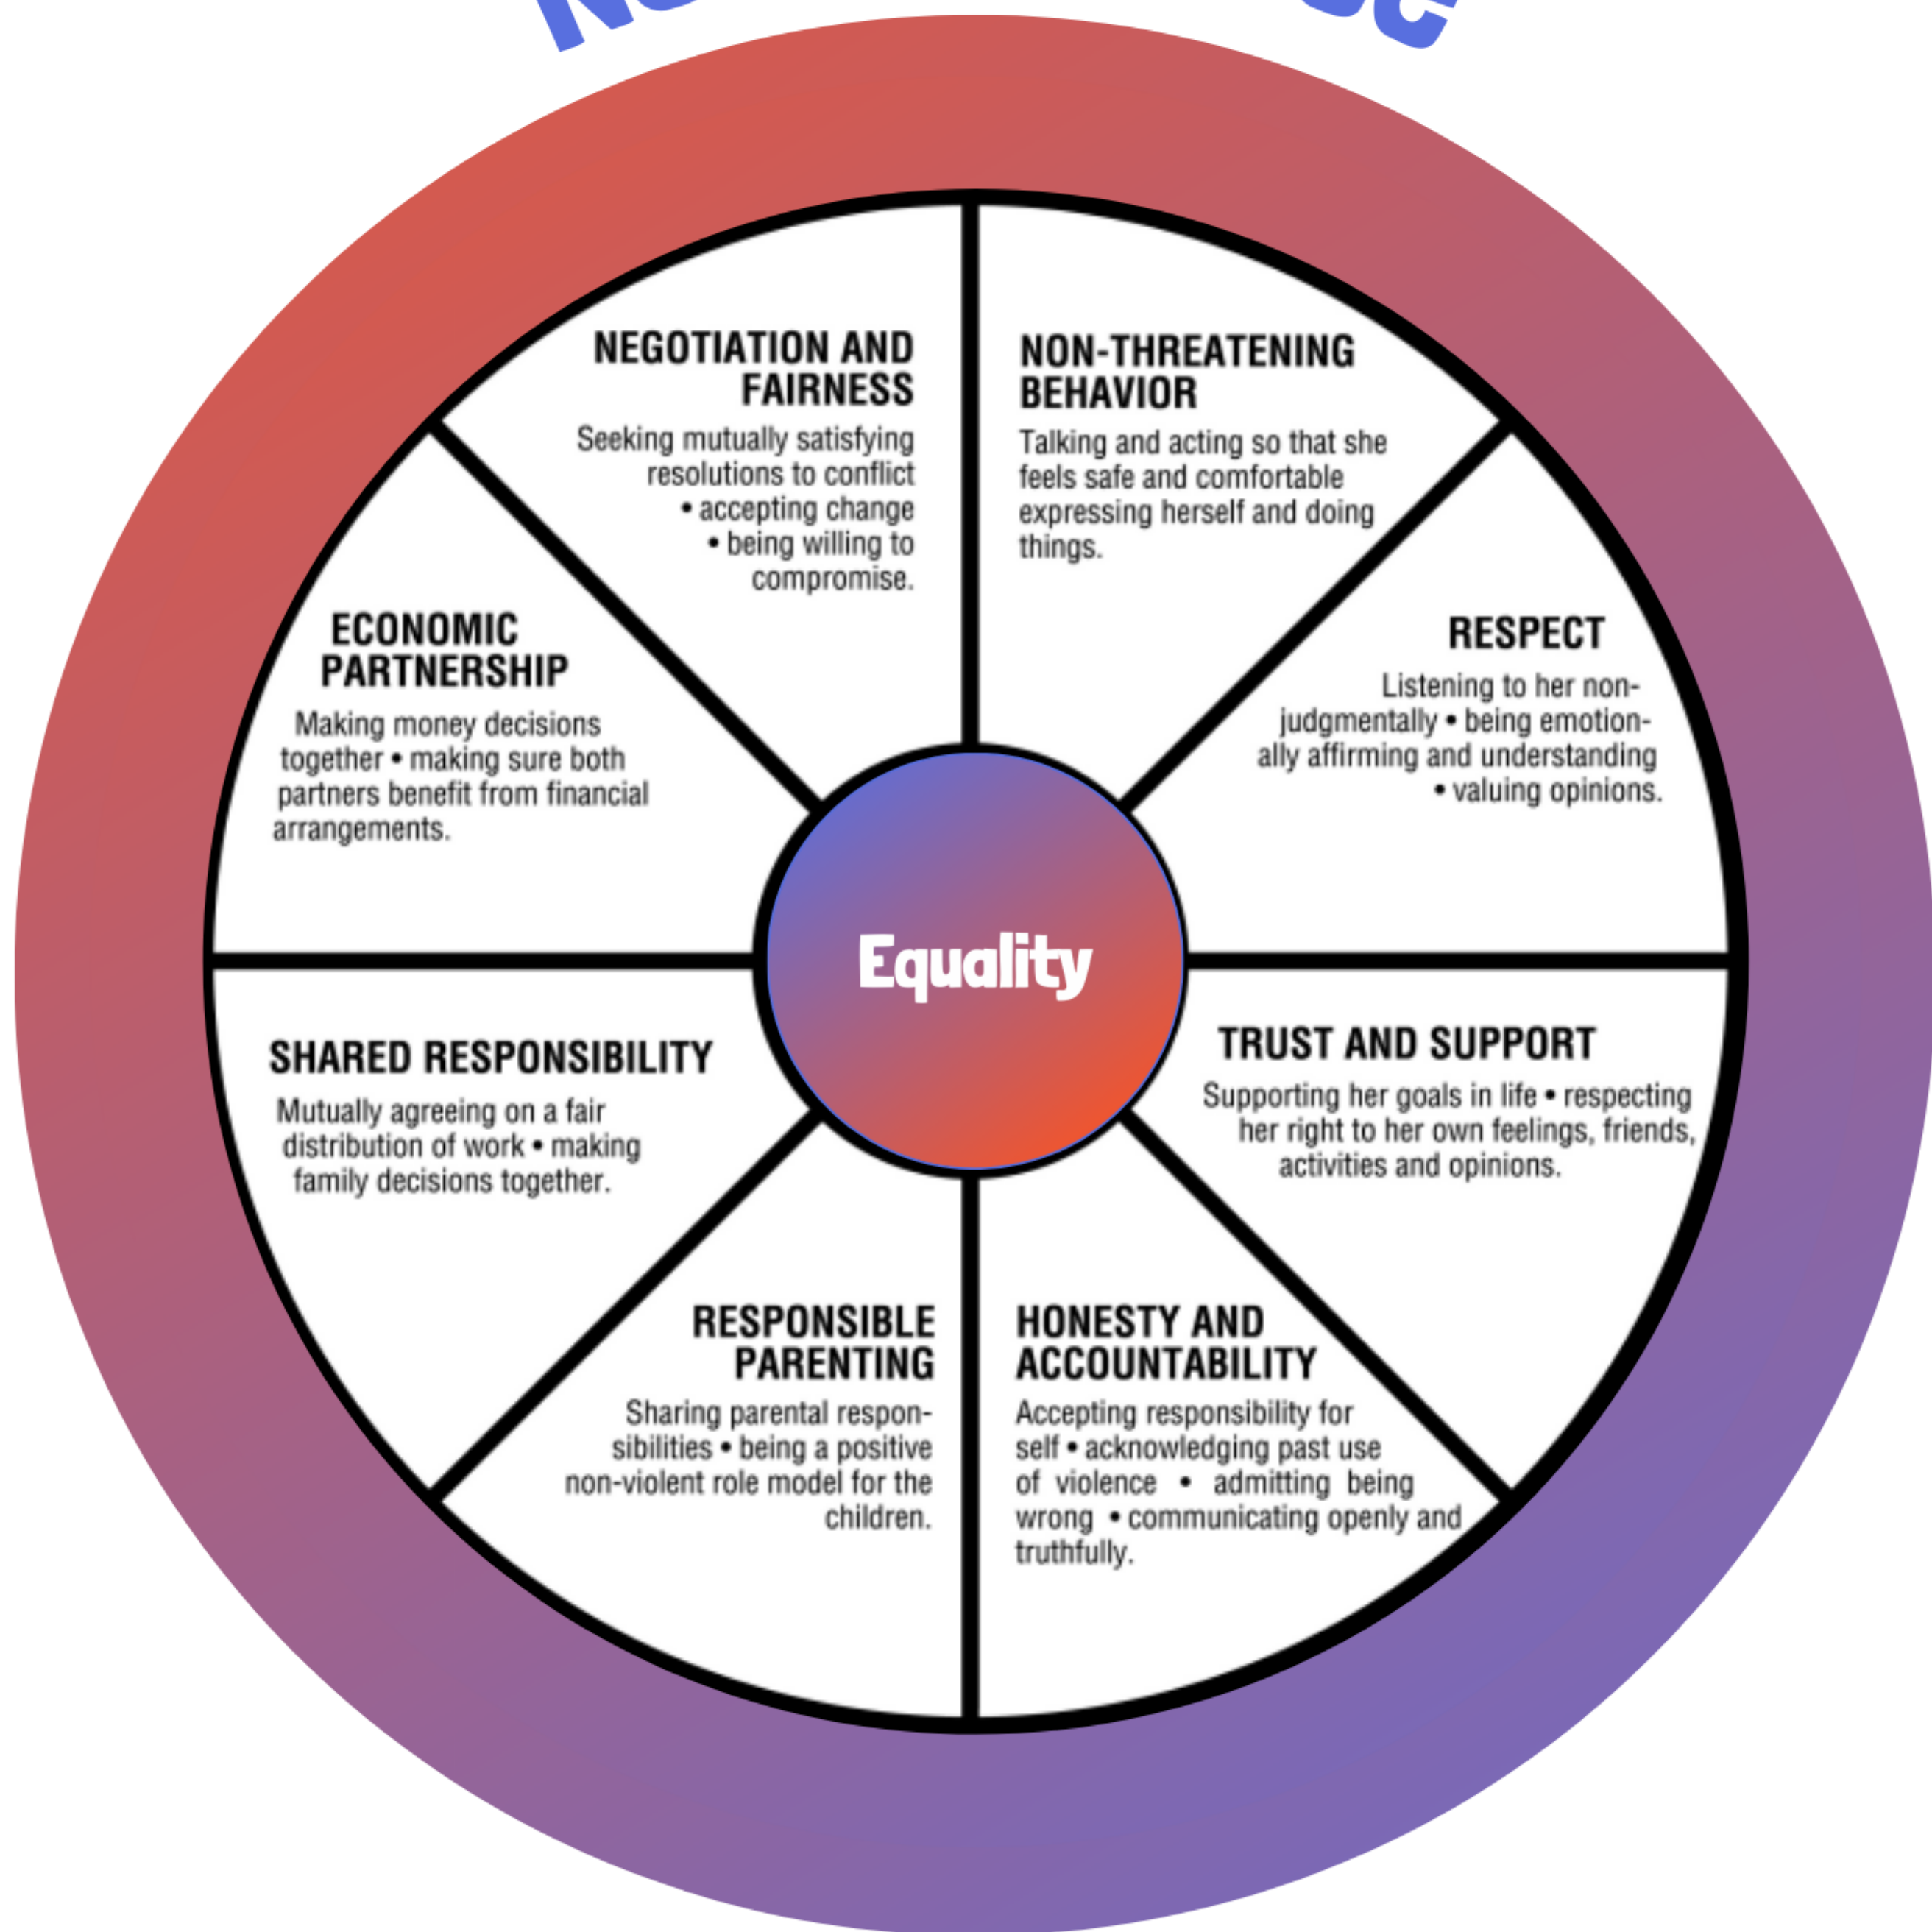 NEGOTIATION AND
FAIRNESS
Seeking mutually satisfying
resolutions to conflict
• accepting change
• being willing to
compromise.
NON-THREATENING
BEHAVIOR
Talking and acting so that she
feels safe and comfortable
expressing herself and doing
things.
RESPECT
Listening to her non-
judgmentally • being emotion-
ally affirming and understanding
• valuing opinions.
TRUST AND SUPPORT
Supporting her goals in life • respecting
her right to her own feelings, friends,
activities and opinions.
HONESTY AND
ACCOUNTABILITY
Accepting responsibility for
self • acknowledging past use
of violence • admitting being
wrong • communicating openly and
truthfully.
RESPONSIBLE
PARENTING
Sharing parental respon-
sibilities • being a positive
non-violent role model for the
children.
SHARED RESPONSIBILITY
Mutually agreeing on a fair
distribution of work • making
family decisions together.
ECONOMIC
PARTNERSHIP
Making money decisions
together • making sure both
partners benefit from financial
arrangements.
Equality